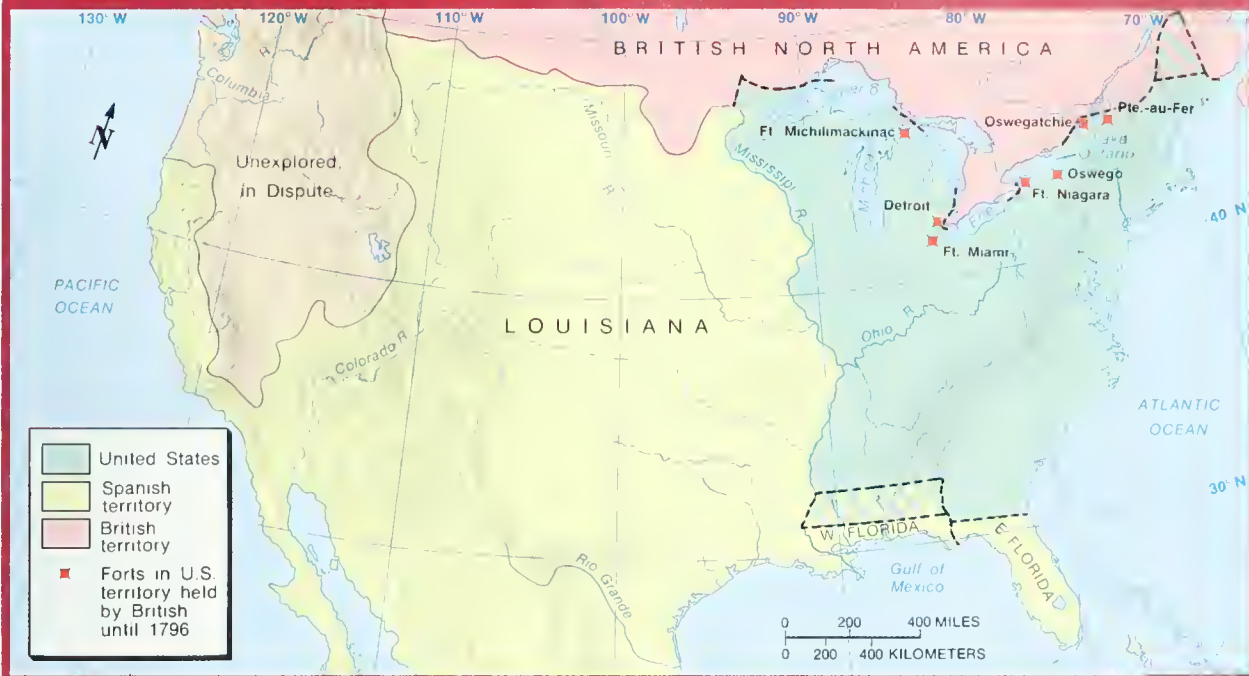 130° W
120° W
110° W
100° W
90° W
80° W
70° W
BRITISH NORTH AMERICA
Columbia
R.
Missouri
R.
N
Unexplored,
in Dispute
Ft Michilimackinac
Oswegatchie
Pte.-au-Fer
Mississippi
R.
Oswego
Ft. Niagara
Detroit
Erie
Ft. Miami
40 N
PACIFIC
OCEAN
LOUISIANA
Ohio R.
Colorado R
ATLANTIC
OCEAN
30° N
W FLORIDA
E FLORIDA
Rio Grande
Gulf of
Mexico
United States
Spanish
territory
British
territory
Forts in U.S.
territory held
by British
until 1796
0 200 400 MILES
0 200 400 KILOMETERS